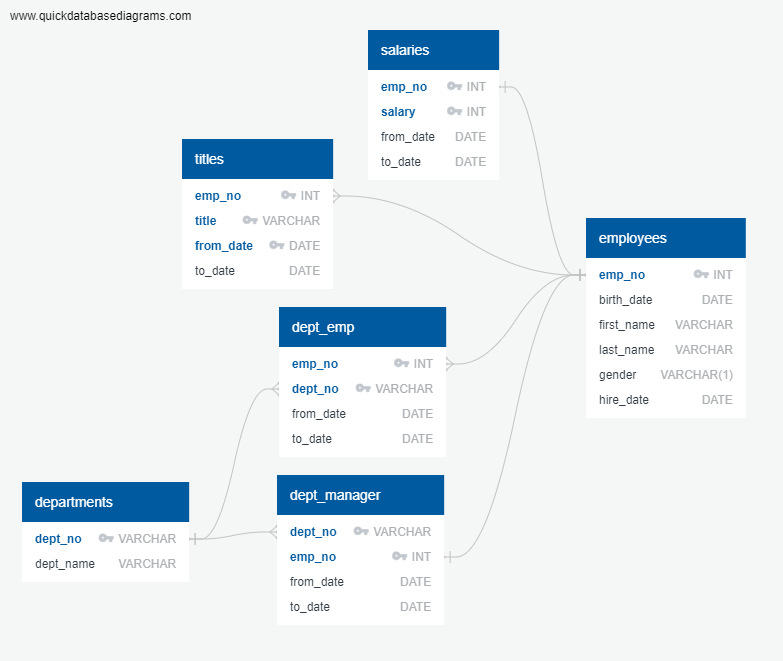 www.quickdatabasediagrams.com
salaries
emp_no INT
salary INT
from_date DATE
to_date DATE
titles
emp_no INT
title VARCHAR
from_date DATE
to_date DATE
employees
emp_no INT
birth_date DATE
first_name VARCHAR
last_name VARCHAR
gender VARCHAR(1)
hire_date DATE
dept_emp
emp_no INT
dept_no VARCHAR
from_date DATE
to_date DATE
departments
dept_no VARCHAR
dept_name VARCHAR
dept_manager
dept_no VARCHAR
emp_no INT
from_date DATE
to_date DATE